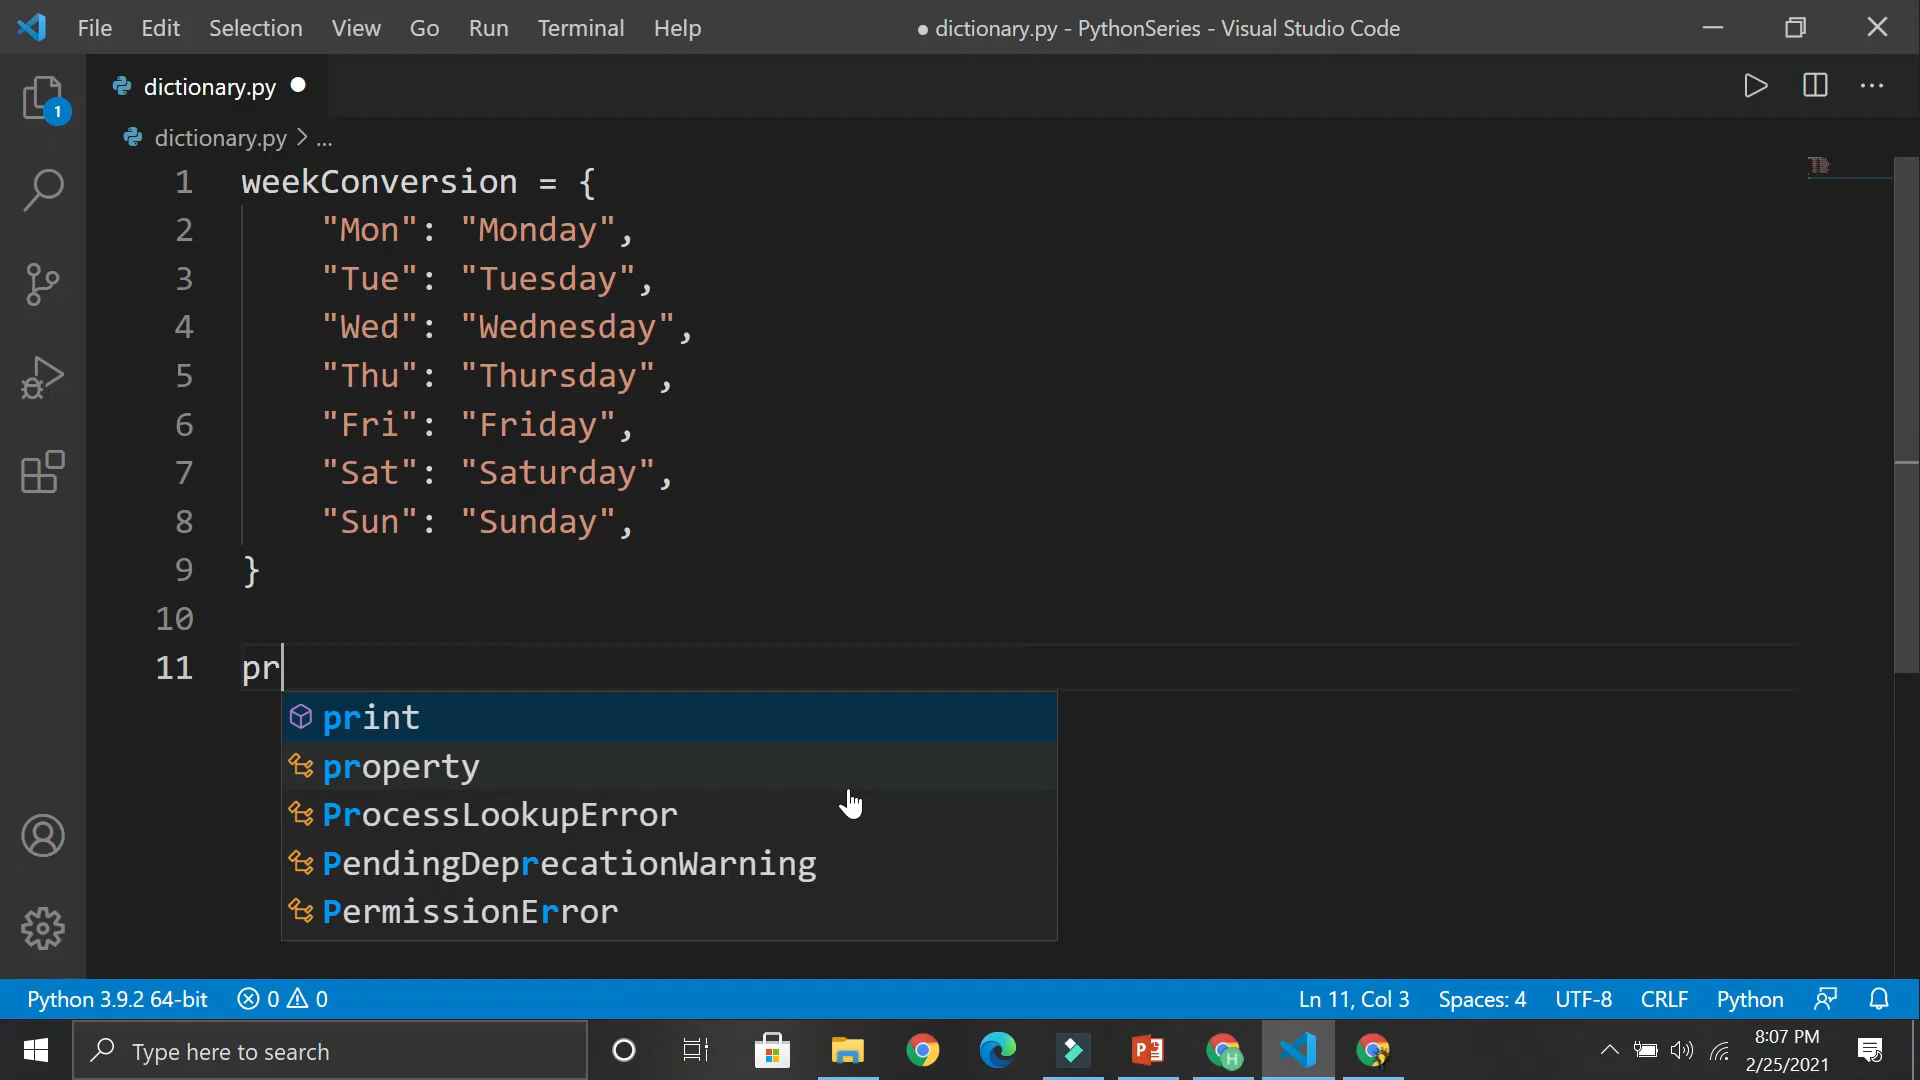 File Edit Selection View Go Run Terminal Help ● dictionary.py - PythonSeries - Visual Studio Code
dictionary.py
1
dictionary.py > ...
1 weekConversion = {
2 "Mon": "Monday",
3 "Tue": "Tuesday",
4 "Wed": "Wednesday",
5 "Thu": "Thursday",
6 "Fri": "Friday",
7 "Sat": "Saturday",
8 "Sun": "Sunday",
9 }
10
11 pr
print
property
ProcessLookupError
PendingDeprecationWarning
PermissionError
Python 3.9.2 64-bit 0 0 Ln 11, Col 3 Spaces: 4 UTF-8 CRLF Python
Type here to search
H
8:07 PM
2/25/2021